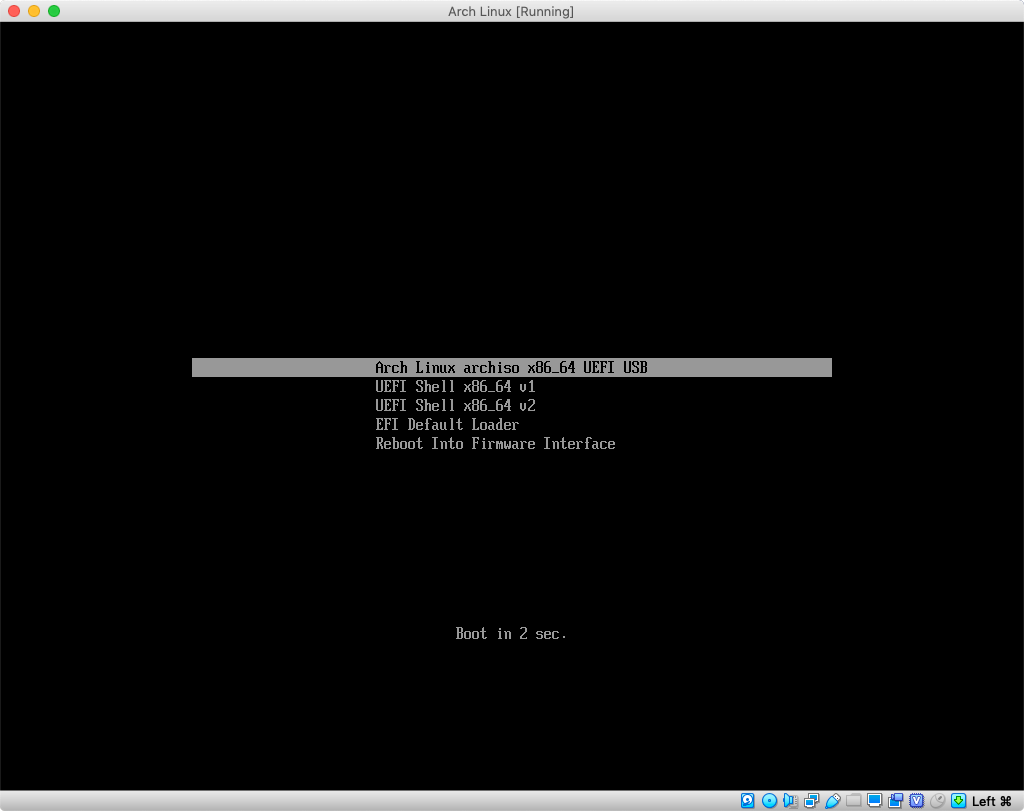 Arch Linux [Running]
Arch Linux archiso x86_64 UEFI USB
UEFI Shell x86_64 v1
UEFI Shell x86_64 v2
EFI Default Loader
Reboot Into Firmware Interface
Boot in 2 sec.
Left ⌘